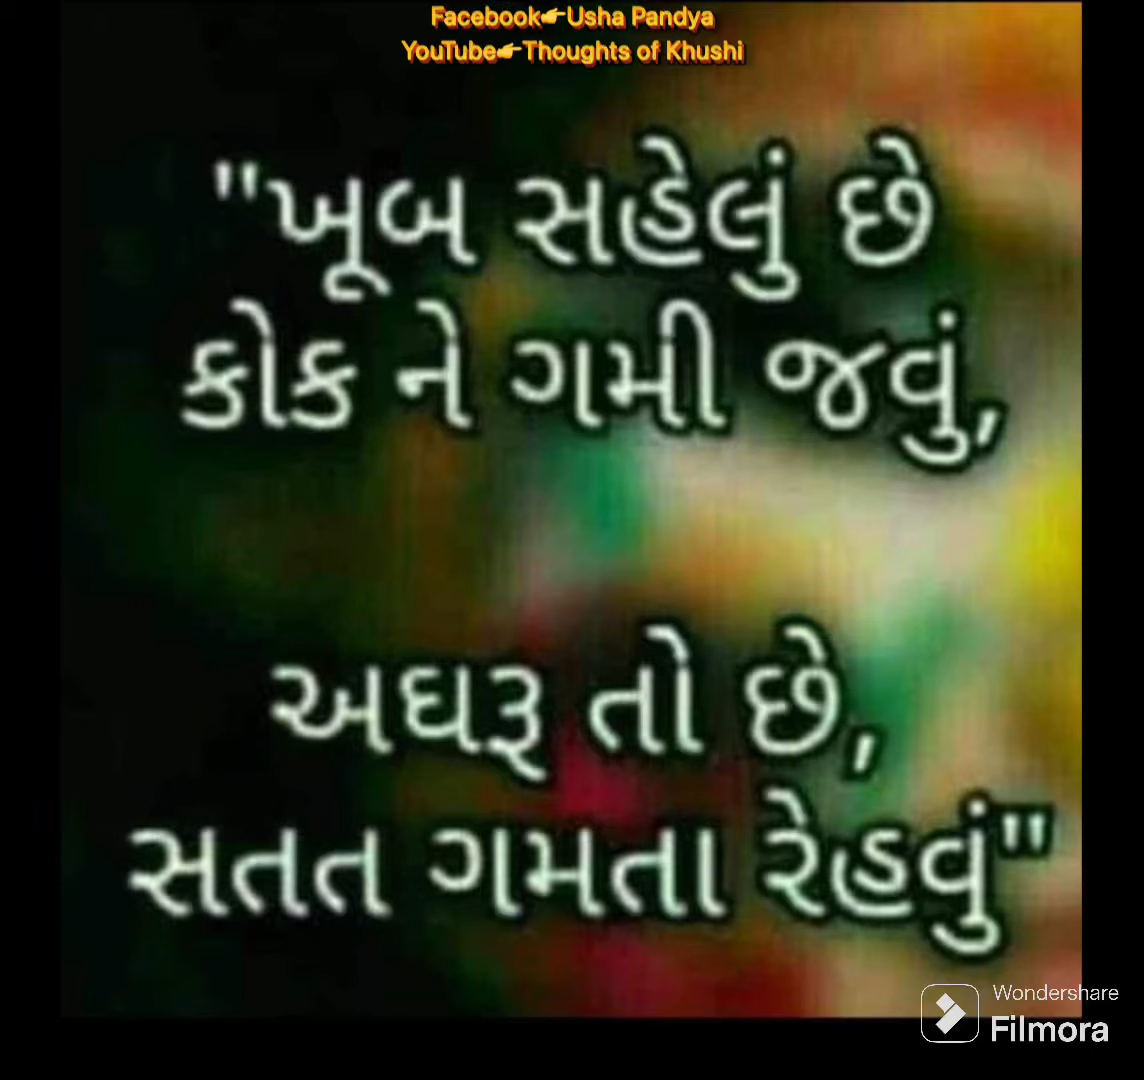 Facebook👉Usha Pandya
YouTube👉Thoughts of Khushi
"ખૂબ સહેલું છે
કોક ને ગમી જવું,
અઘરૂ તો છે,
સતત ગમતા રેહવું"
Wondershare
Filmora